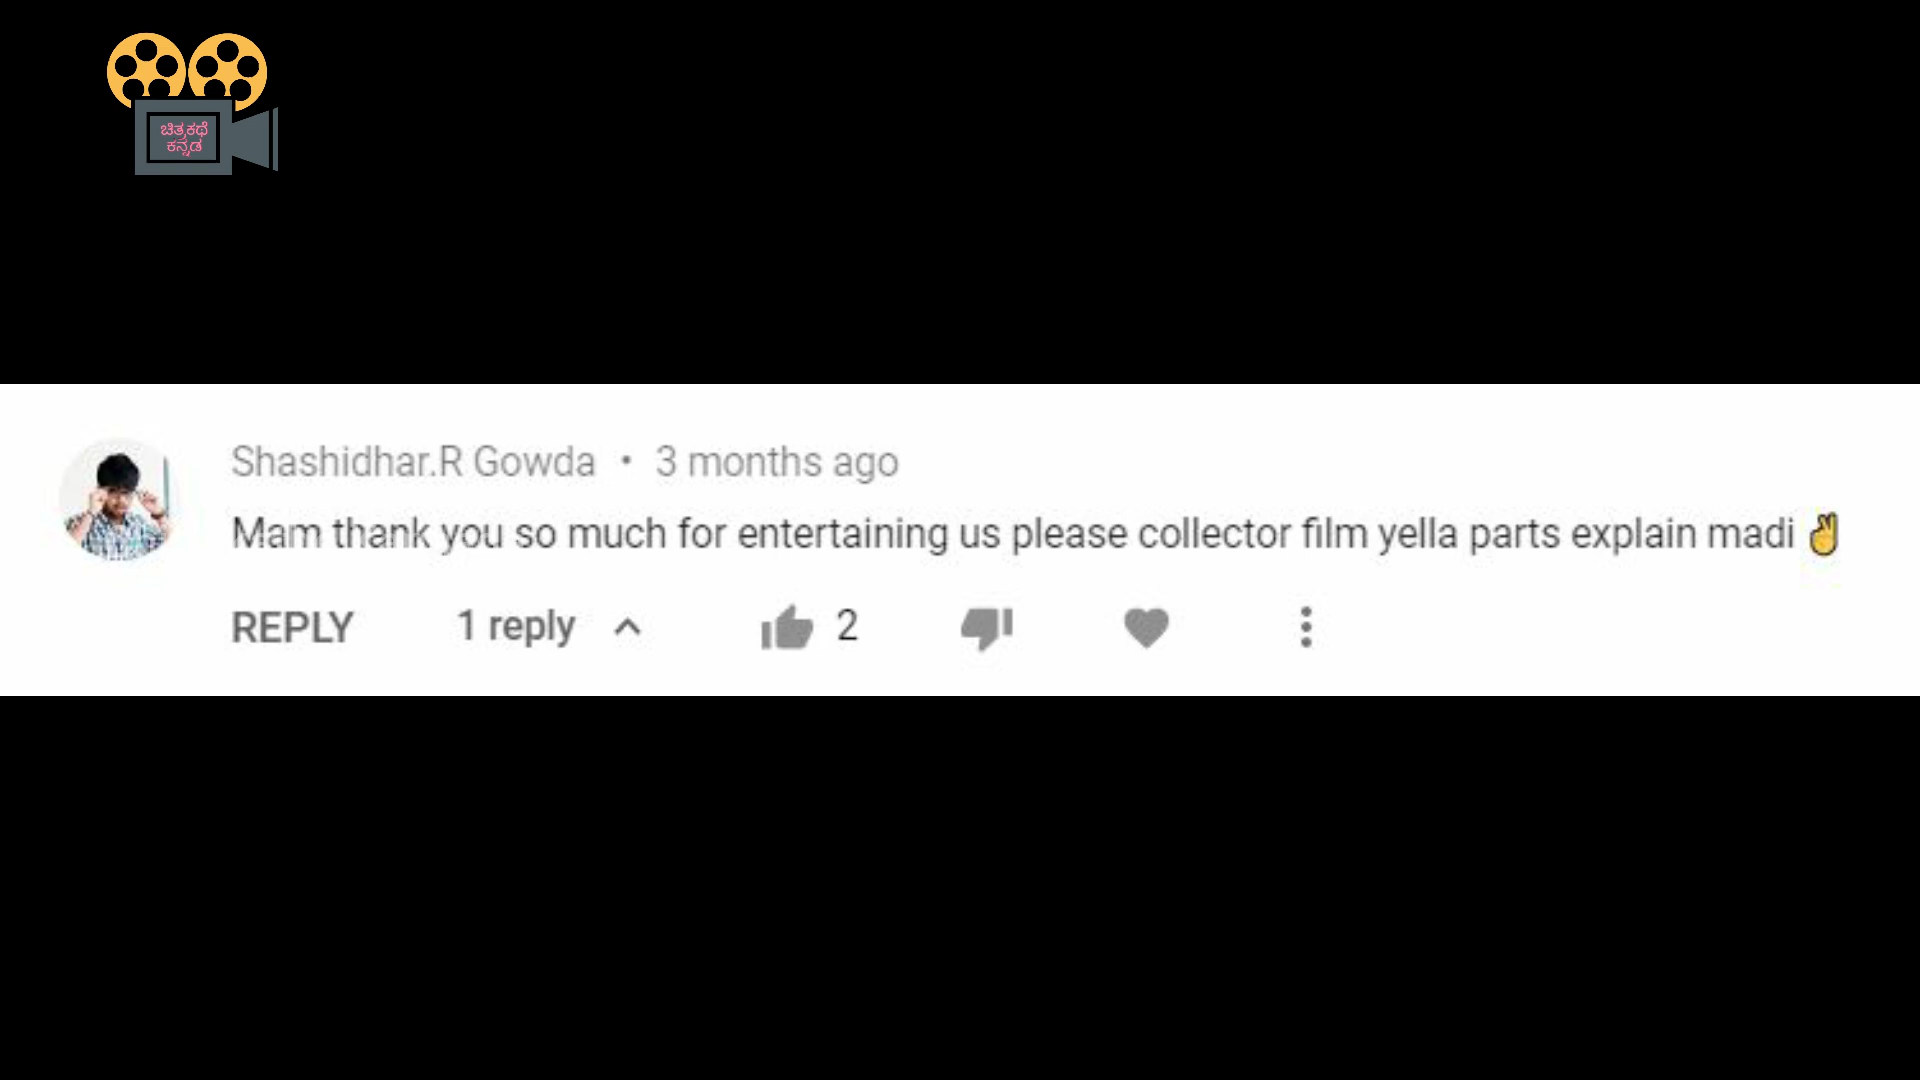 ಚಿತ್ರಕಥೆ
ಕನ್ನಡ
Shashidhar.R Gowda • 3 months ago
Mam thank you so much for entertaining us please collector film yella parts explain madi ✌
REPLY 1 reply 2